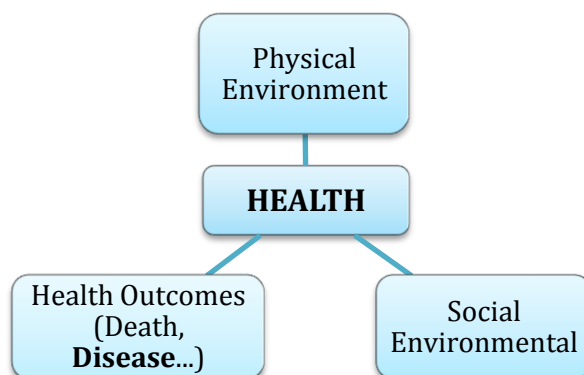 Physical
Environment
HEALTH
Health Outcomes
(Death,
Disease...)
Social
Environmental